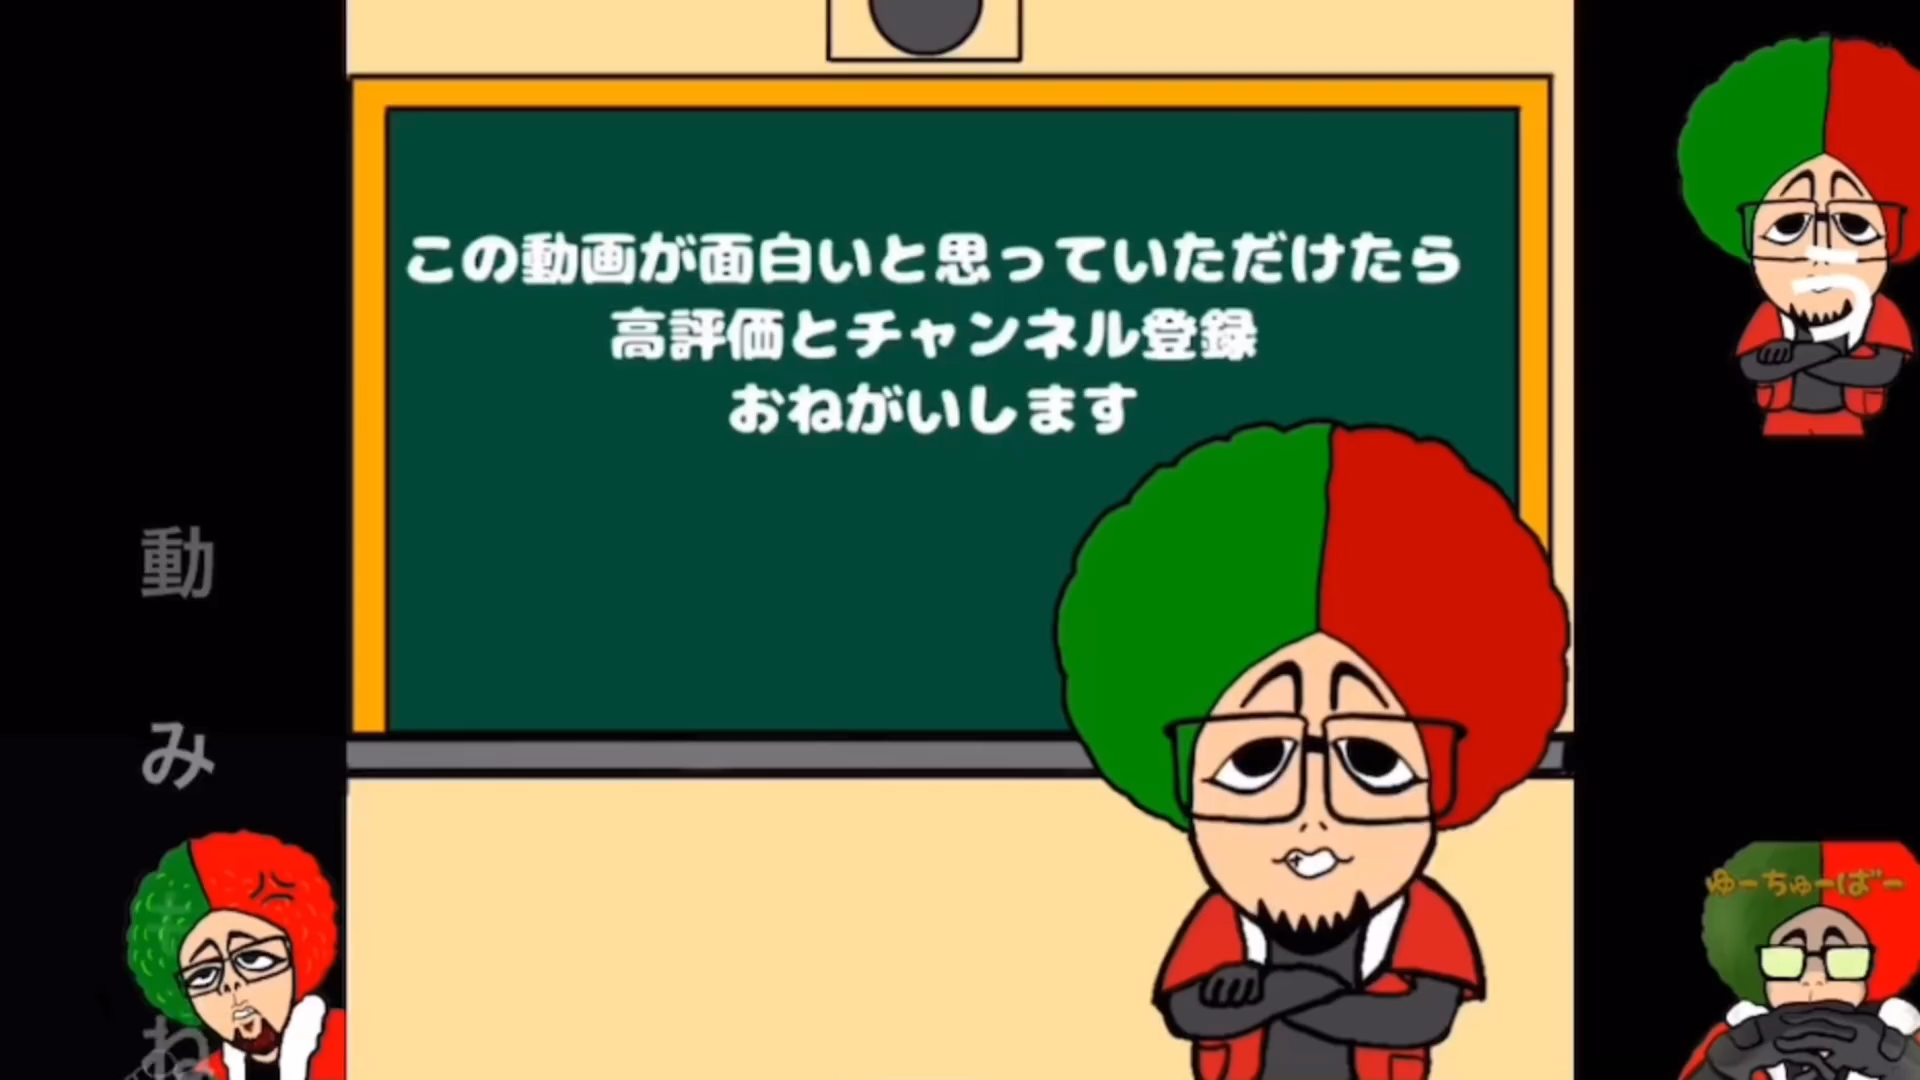 この動画が面白いと思っていただけたら
高評価とチャンネル登録
おねがいします
動
み
ね
ゆーちゅーばー